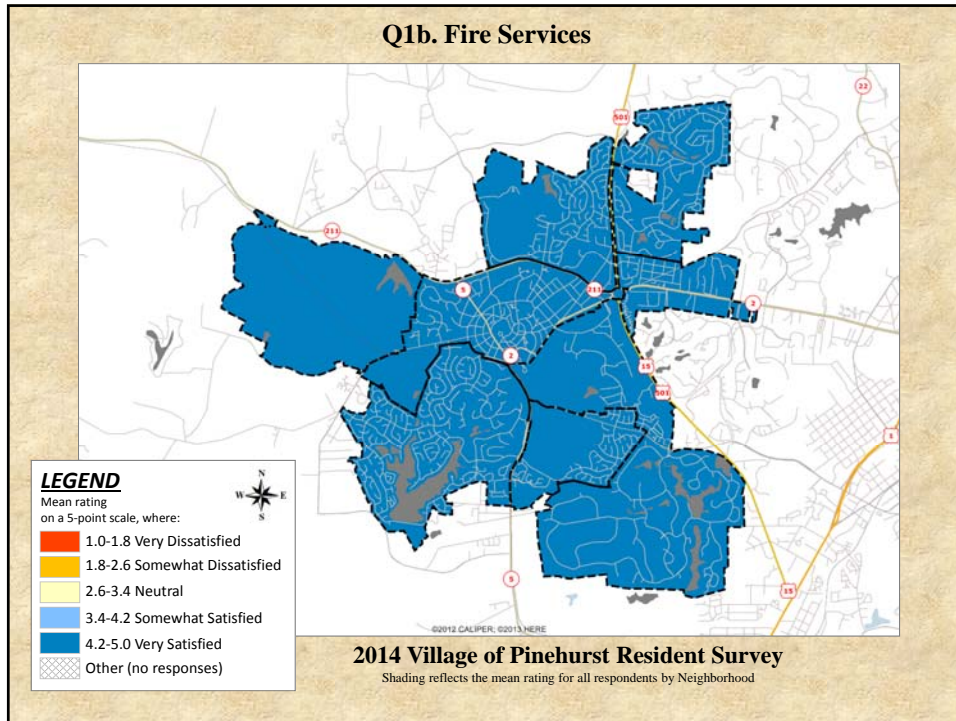 Q1b. Fire Services
22
501
211
5
211
2
2
15
501
1
5
15
LEGEND
N
W E
S
Mean rating
on a 5-point scale, where:
1.0-1.8 Very Dissatisfied
1.8-2.6 Somewhat Dissatisfied
2.6-3.4 Neutral
3.4-4.2 Somewhat Satisfied
4.2-5.0 Very Satisfied
Other (no responses)
©2012 CALIPER; ©2013 HERE
2014 Village of Pinehurst Resident Survey
Shading reflects the mean rating for all respondents by Neighborhood